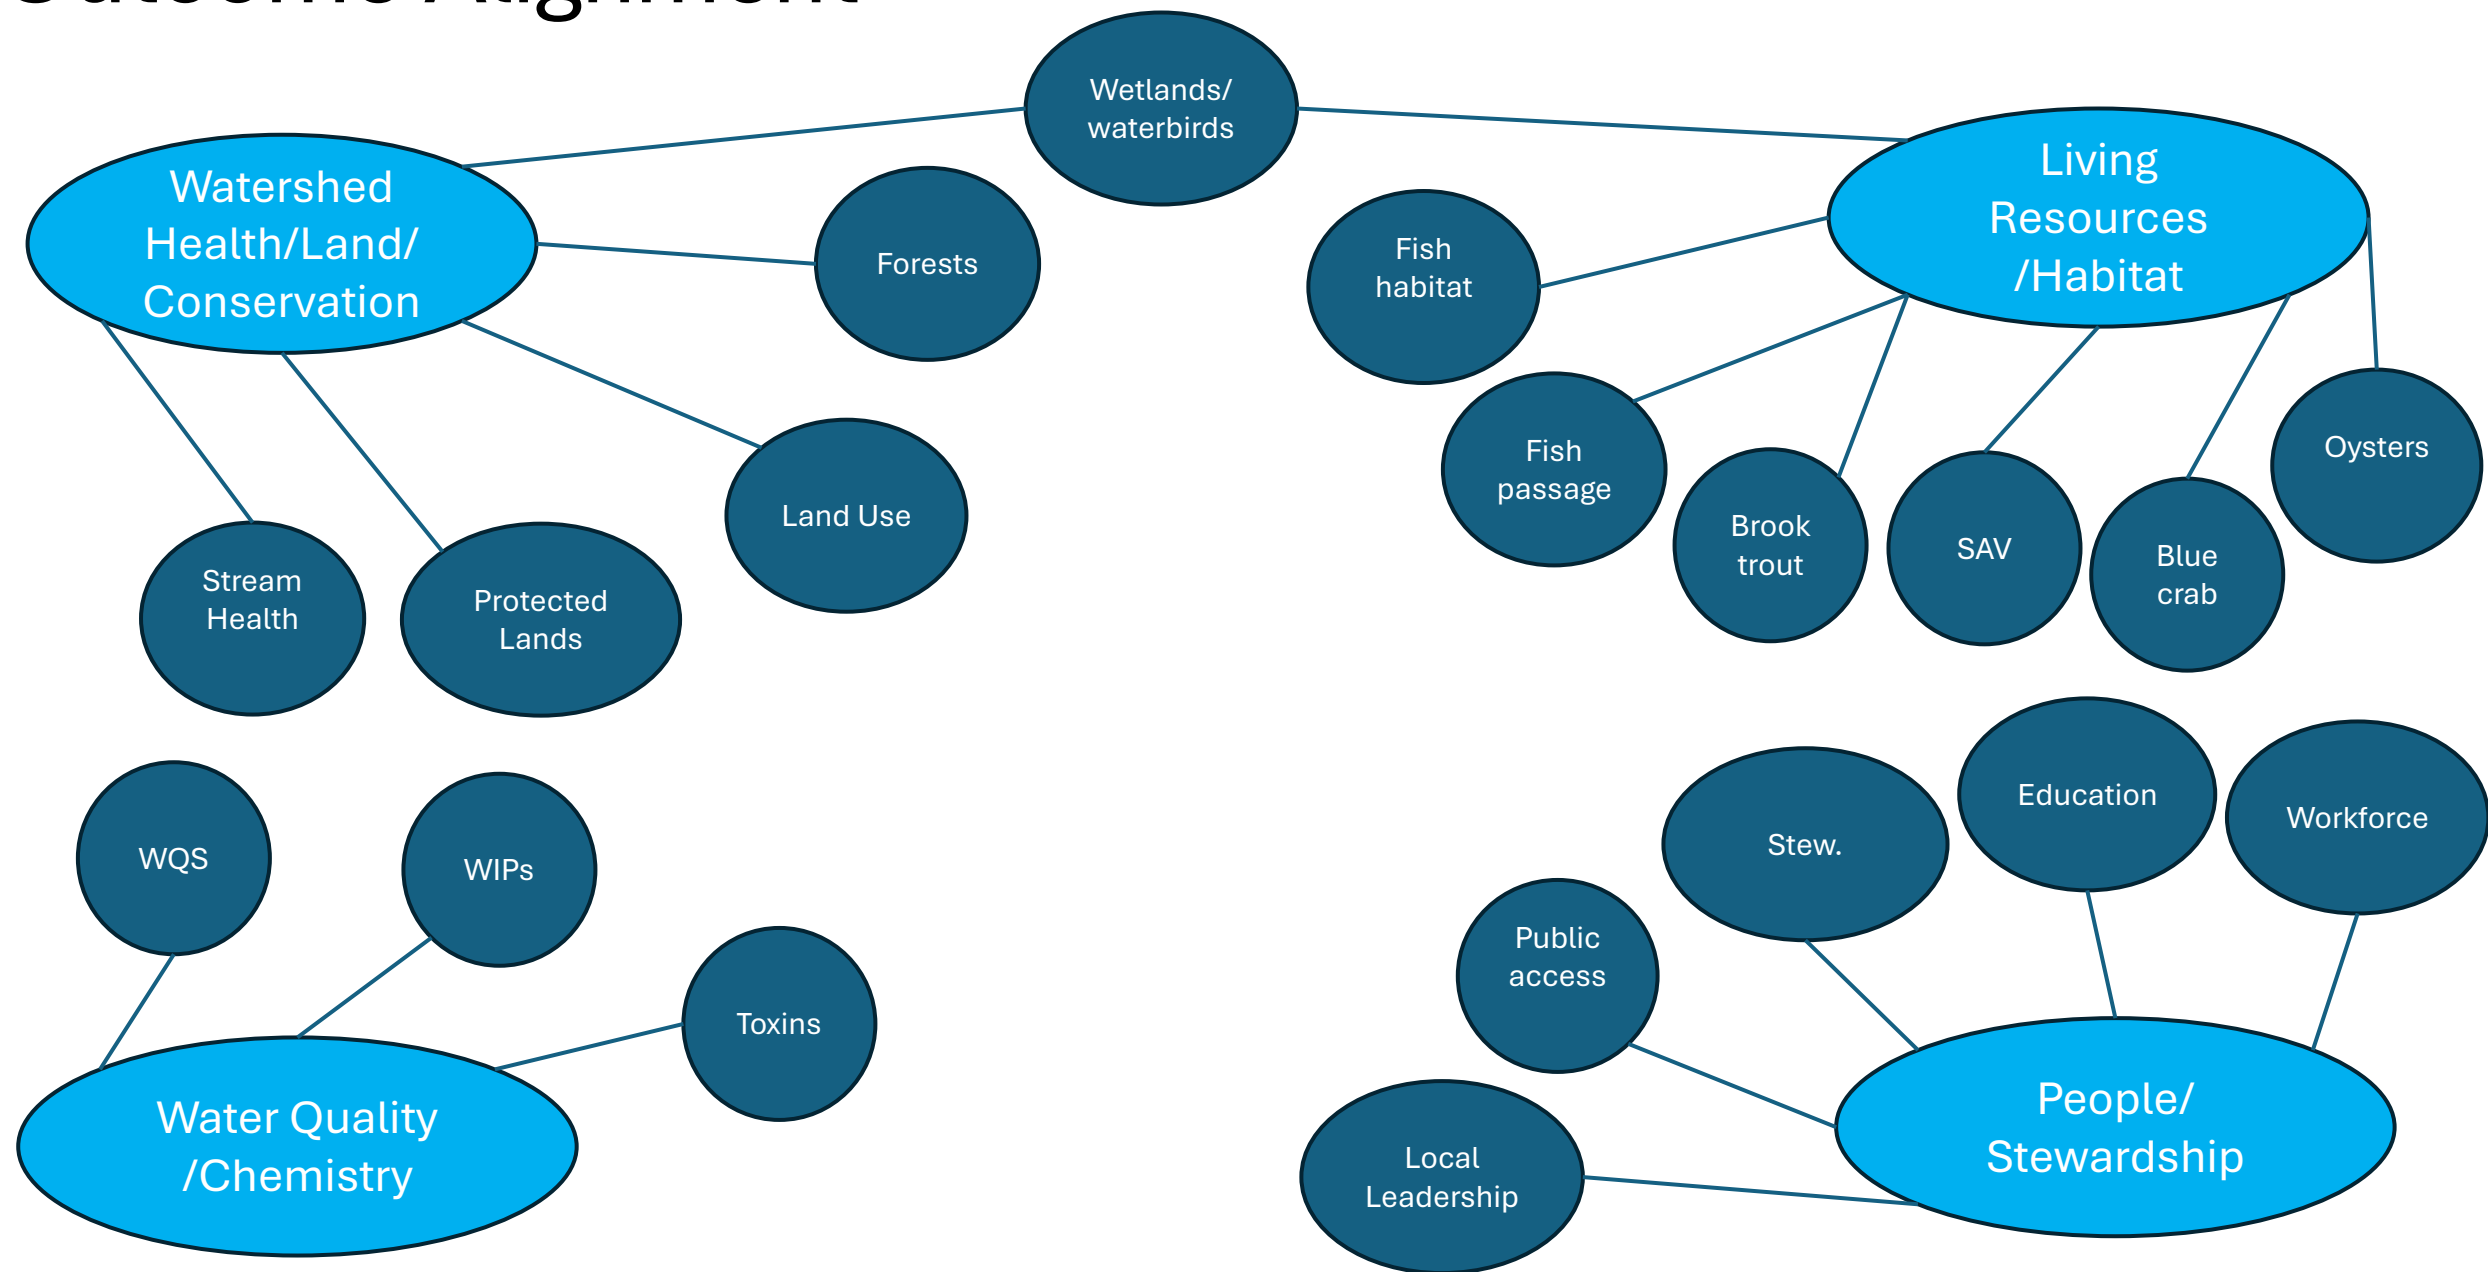 Outcome Alignment
Wetlands/
waterbirds
Watershed
Health/Land/
Conservation
Forests
Land Use
Protected
Lands
Stream
Health
Living
Resources
/Habitat
Fish
habitat
Fish
passage
Brook
trout
SAV
Blue
crab
Oysters
WQS
WIPs
Toxins
Water Quality
/Chemistry
Stew.
Education
Workforce
Public
access
Local
Leadership
People/
Stewardship